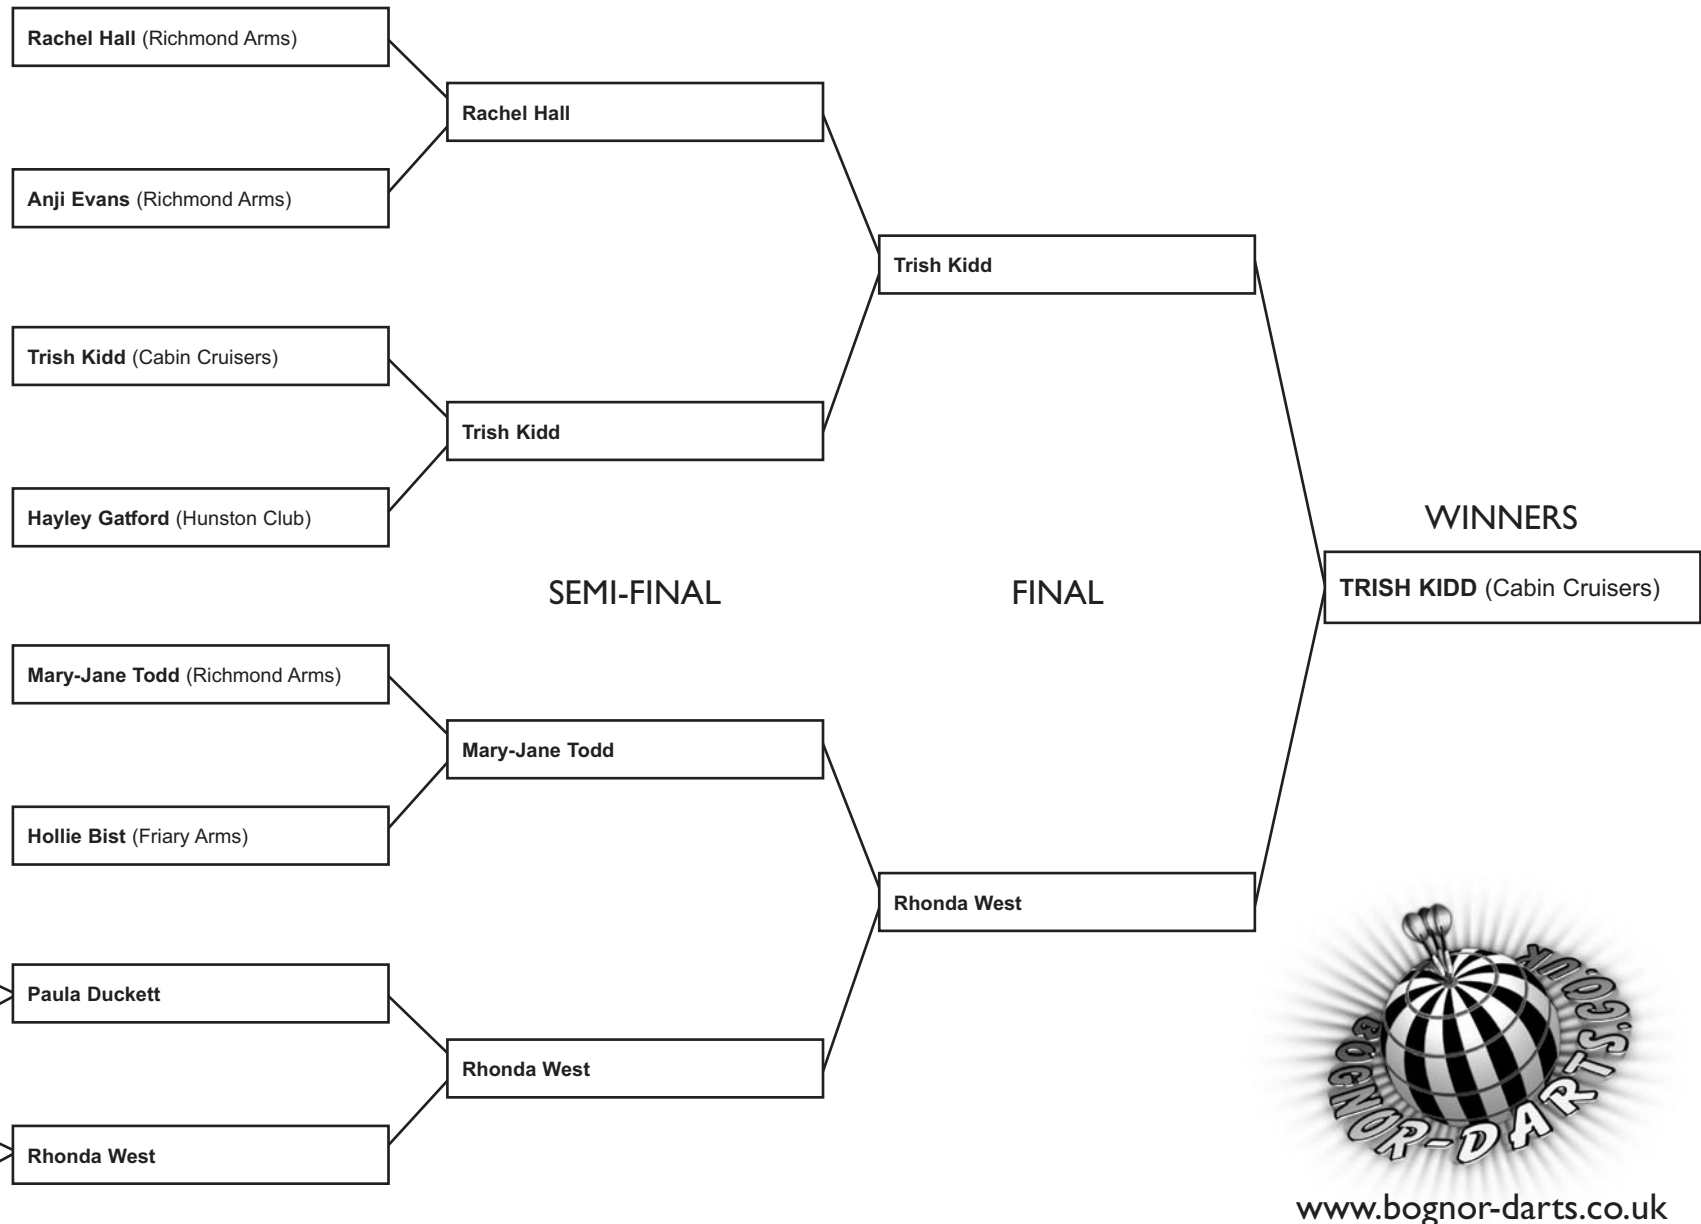 Rachel Hall (Richmond Arms)
Rachel Hall
Anji Evans (Richmond Arms)
Trish Kidd
Trish Kidd (Cabin Cruisers)
Trish Kidd
Hayley Gatford (Hunston Club)
WINNERS
TRISH KIDD (Cabin Cruisers)
SEMI-FINAL
FINAL
Mary-Jane Todd (Richmond Arms)
Mary-Jane Todd
Hollie Bist (Friary Arms)
Rhonda West
Paula Duckett
Rhonda West
Rhonda West
BOGNOR-DARTS.CO.UK
www.bognor-darts.co.uk